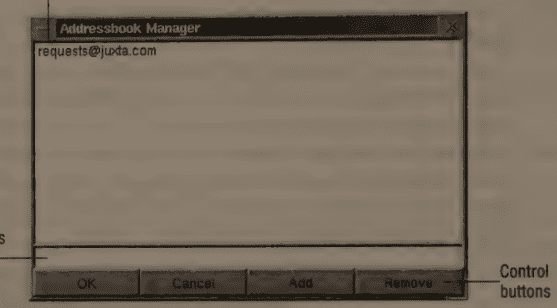 Addressbook Manager
requests@juxta.com
s
OK Cancel Add Remove
Control
buttons